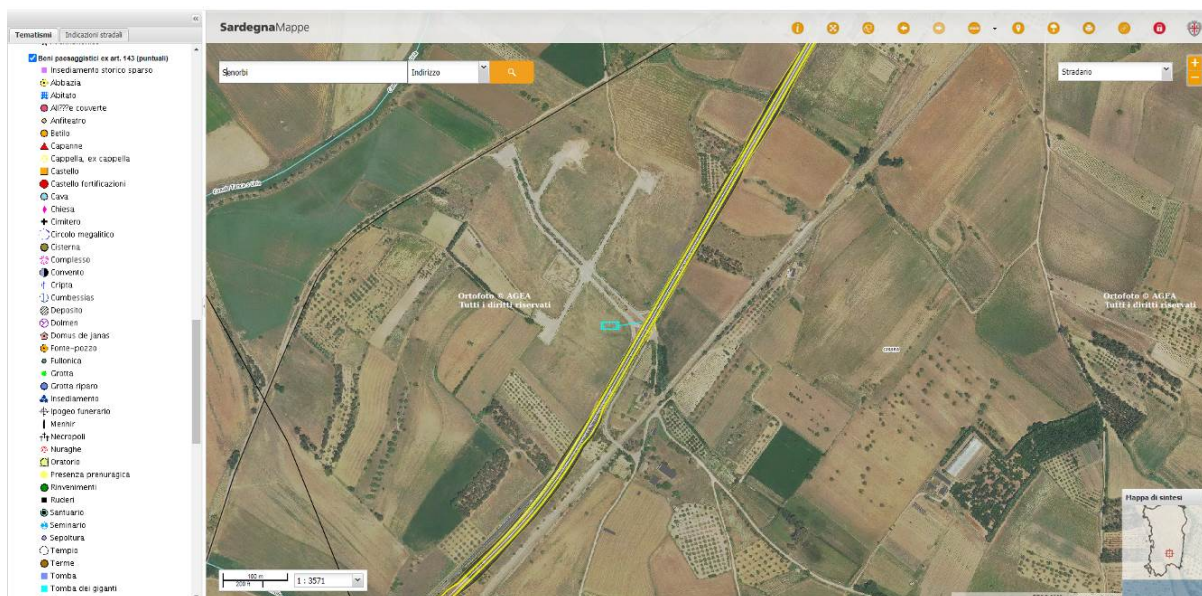 Tematismi
Indicazioni stradali
SardegnaMappe
Beni paesaggistici ex art. 143 (puntuali)
Insediamento storico sparso
Abbazia
Abitato
All???e couverte
Anfiteatro
Betilo
Capanne
Cappella, ex cappella
Castello
Castello fortificazioni
Cava
Chiesa
Cimitero
Circolo megalitico
Cisterna
Complesso
Convento
Cripta
Cumbessias
Deposito
Dolmen
Domus de janas
Fonte-pozzo
Fullonica
Grotta
Grotta riparo
Insediamento
Ipogeo funerario
Menhir
Necropoli
Nuraghe
Oratorio
Presenza prenuragica
Rinvenimenti
Ruderi
Santuario
Seminario
Sepoltura
Tempio
Terme
Tomba
Tomba dei giganti
Senorbi
Indirizzo
Stradario
+
−
Ortofoto © AGEA
Tutti i diritti riservati
Ortofoto © AGEA
Tutti i diritti riservati
100 m
200 ft
1 : 3571
Mappa di sintesi